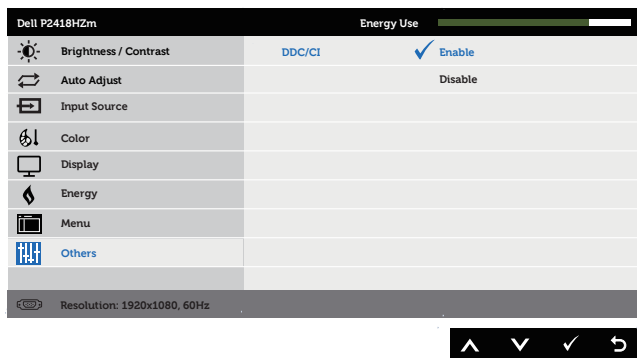 Dell P2418HZm Energy Use
Brightness / Contrast DDC/CI Enable
Auto Adjust Disable
Input Source
Color
Display
Energy
Menu
Others
Resolution: 1920x1080, 60Hz